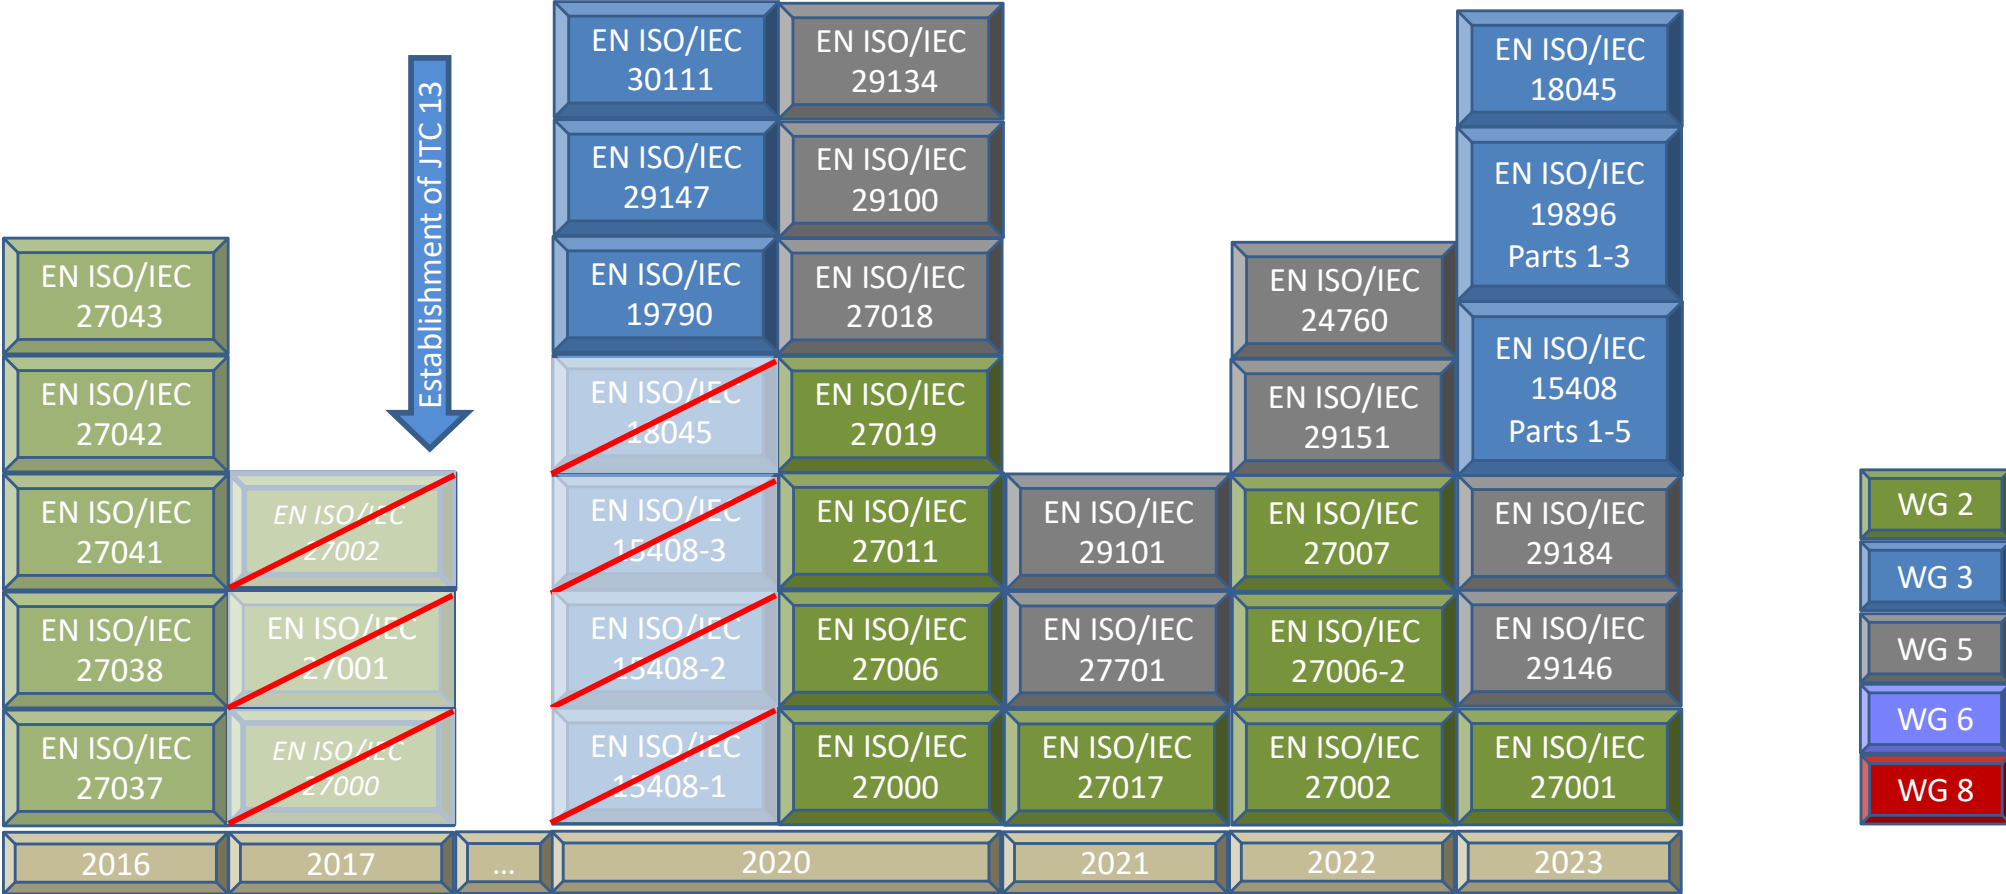 EN ISO/IEC
27043
EN ISO/IEC
27042
EN ISO/IEC
27041
EN ISO/IEC
27038
EN ISO/IEC
27037
2016
EN ISO/IEC
27002
EN ISO/IEC
27001
EN ISO/IEC
27000
2017
Establishment of JTC 13
...
EN ISO/IEC
30111
EN ISO/IEC
29147
EN ISO/IEC
19790
EN ISO/IEC
18045
EN ISO/IEC
15408-3
EN ISO/IEC
15408-2
EN ISO/IEC
15408-1
EN ISO/IEC
29134
EN ISO/IEC
29100
EN ISO/IEC
27018
EN ISO/IEC
27019
EN ISO/IEC
27011
EN ISO/IEC
27006
EN ISO/IEC
27000
2020
EN ISO/IEC
29101
EN ISO/IEC
27701
EN ISO/IEC
27017
2021
EN ISO/IEC
24760
EN ISO/IEC
29151
EN ISO/IEC
27007
EN ISO/IEC
27006-2
EN ISO/IEC
27002
2022
EN ISO/IEC
18045
EN ISO/IEC
19896
Parts 1-3
EN ISO/IEC
15408
Parts 1-5
EN ISO/IEC
29184
EN ISO/IEC
29146
EN ISO/IEC
27001
2023
WG 2
WG 3
WG 5
WG 6
WG 8